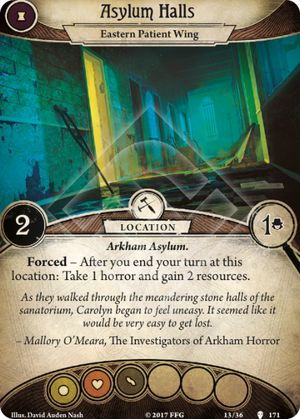 Asylum Halls
Eastern Patient Wing
2
LOCATION
1
Arkham Asylum.
Forced – After you end your turn at this
location: Take 1 horror and gain 2 resources.
As they walked through the meandering stone halls of the
sanatorium, Carolyn began to feel uneasy. It seemed like it
would be very easy to get lost.
– Mallory O'Meara, The Investigators of Arkham Horror
Illus. David Auden Nash
© 2017 FFG
13/36
171